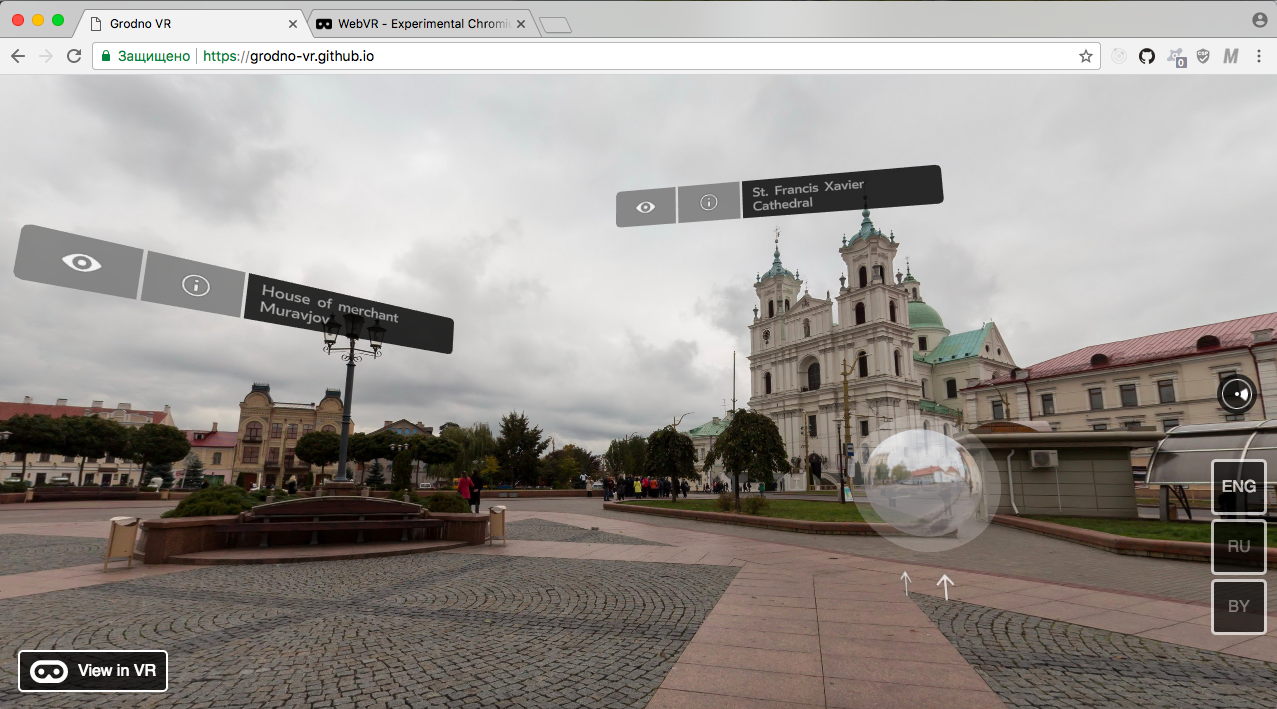 Grodno VR
WebVR - Experimental Chromi
Защищено
https://grodno-vr.github.io
0
M
St. Francis Xavier
Cathedral
House of merchant
Muravjov
ENG
RU
BY
View in VR